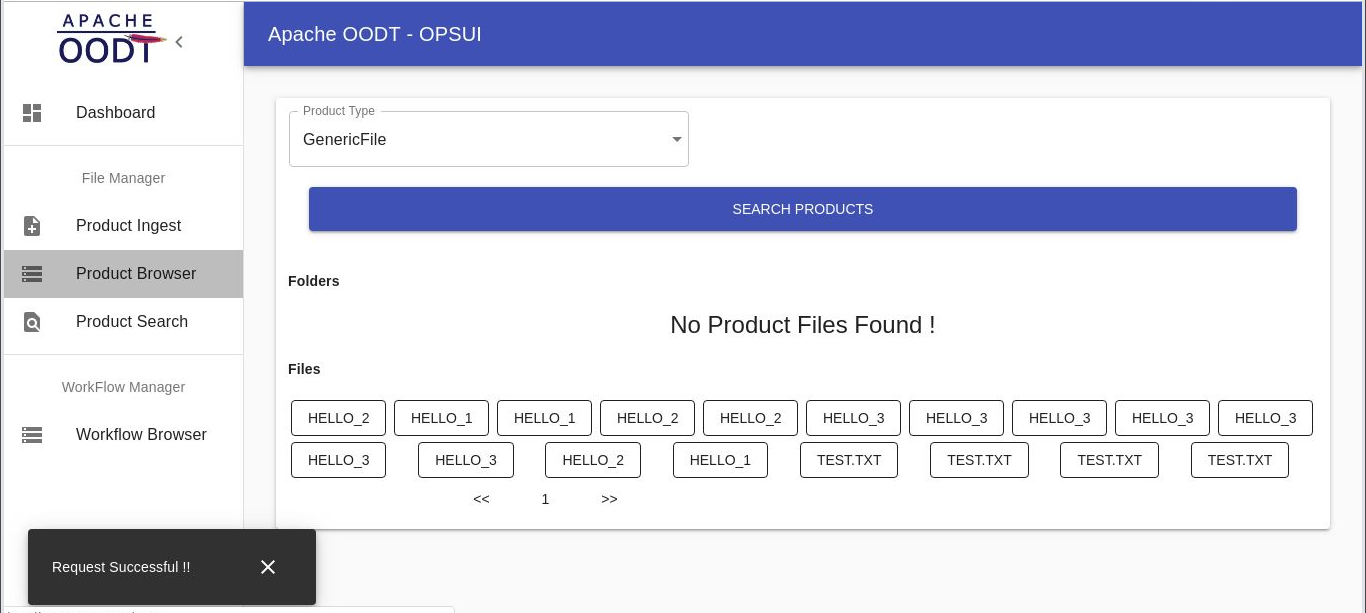 APACHE
OODT
Apache OODT - OPSUI
Dashboard
File Manager
Product Ingest
Product Browser
Product Search
WorkFlow Manager
Workflow Browser
Product Type
GenericFile
SEARCH PRODUCTS
Folders
No Product Files Found !
Files
HELLO_2 HELLO_1 HELLO_1 HELLO_2 HELLO_2 HELLO_3 HELLO_3 HELLO_3 HELLO_3 HELLO_3
HELLO_3 HELLO_3 HELLO_2 HELLO_1 TEST.TXT TEST.TXT TEST.TXT TEST.TXT
<< 1 >>
Request Successful !!